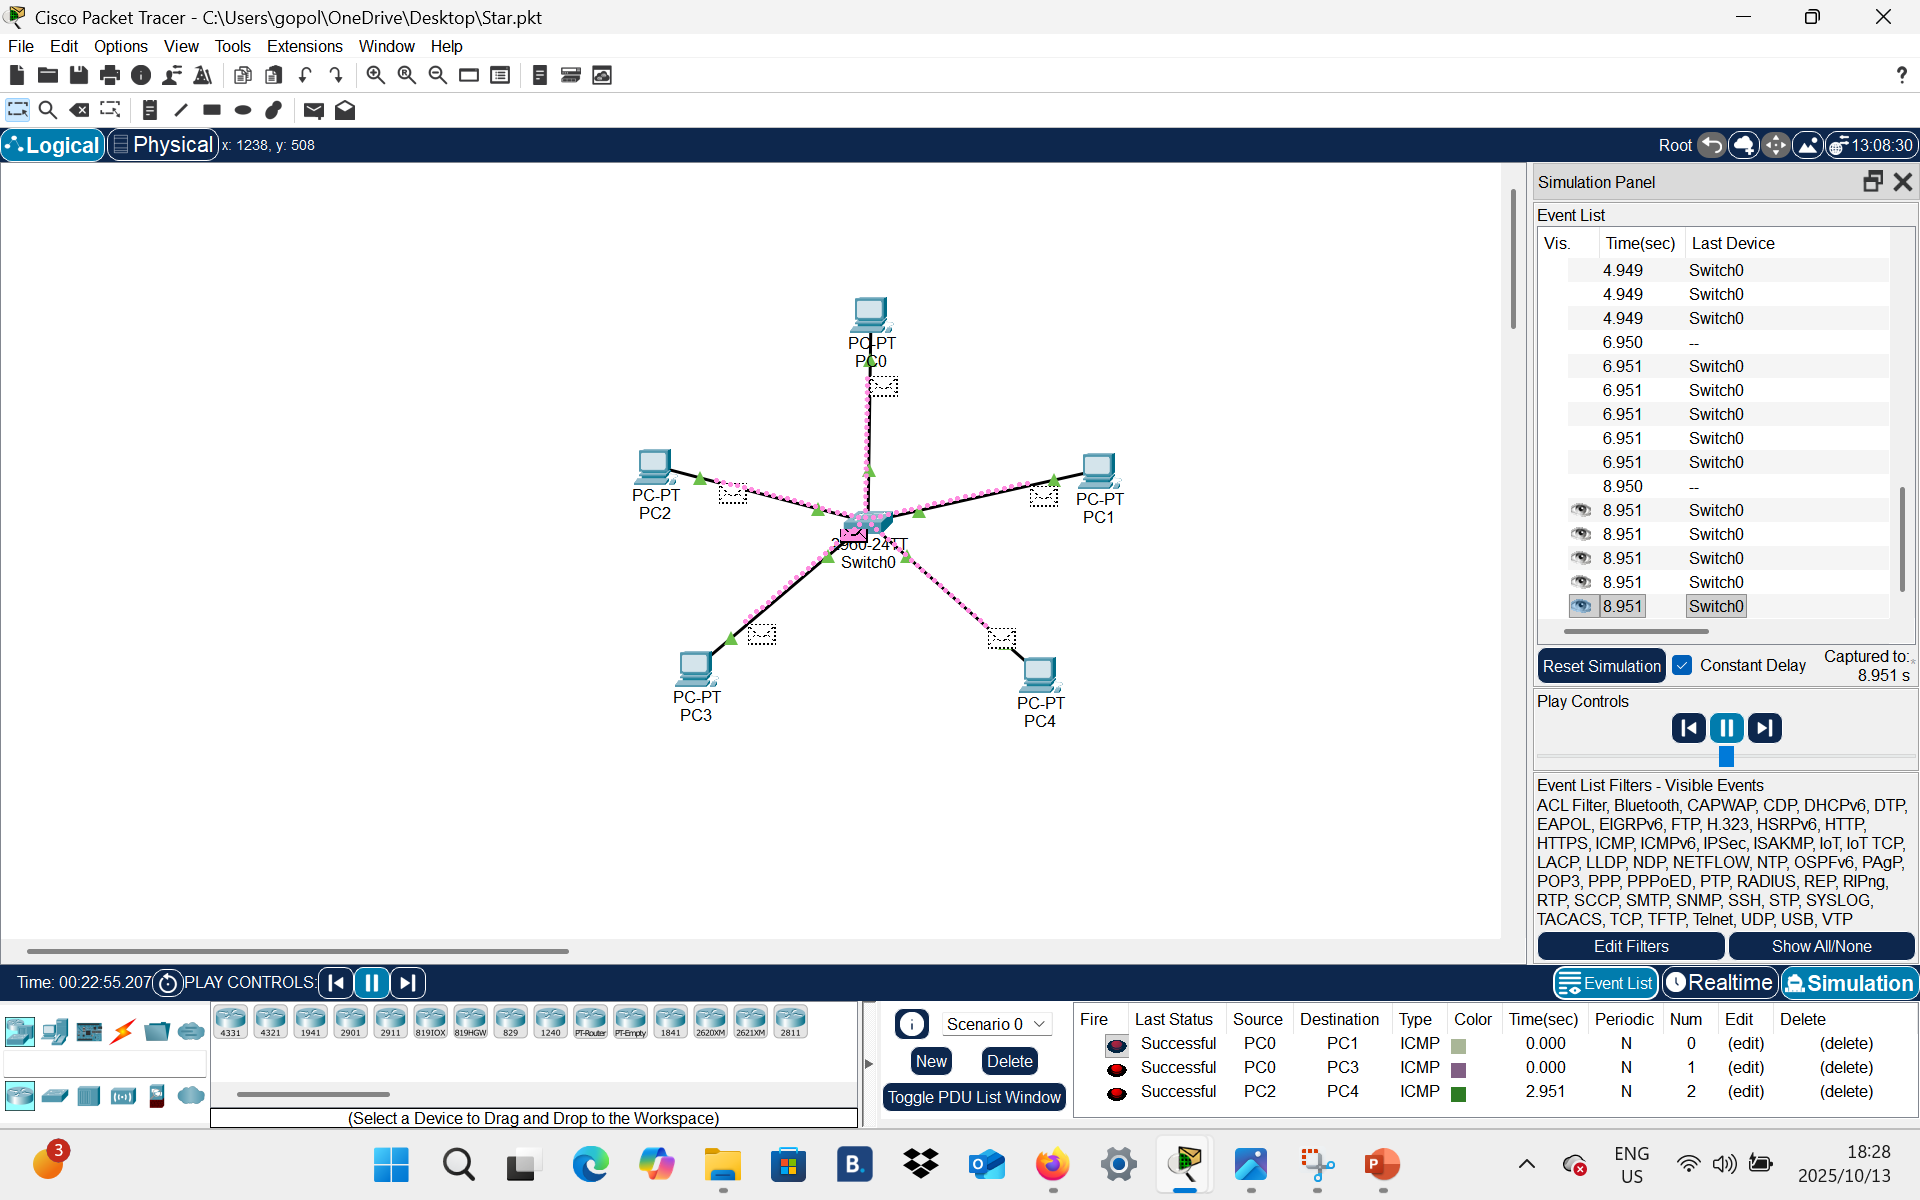 Cisco Packet Tracer - C:\Users\gopol\OneDrive\Desktop\Star.pkt
File Edit Options View Tools Extensions Window Help
?
Logical Physical x: 1238, y: 508
Root 13:08:30
PC-PT
PC0
PC-PT
PC2
PC-PT
PC1
2960-24TT
Switch0
PC-PT
PC3
PC-PT
PC4
Simulation Panel
Event List
Vis. Time(sec) Last Device
4.949 Switch0
4.949 Switch0
4.949 Switch0
6.950 --
6.951 Switch0
6.951 Switch0
6.951 Switch0
6.951 Switch0
6.951 Switch0
8.950 --
8.951 Switch0
8.951 Switch0
8.951 Switch0
8.951 Switch0
8.951 Switch0
Reset Simulation Constant Delay Captured to:
8.951 s
Play Controls
Event List Filters - Visible Events
ACL Filter, Bluetooth, CAPWAP, CDP, DHCPv6, DTP,
EAPOL, EIGRPv6, FTP, H.323, HSRPv6, HTTP,
HTTPS, ICMP, ICMPv6, IPSec, ISAKMP, IoT, IoT TCP,
LACP, LLDP, NDP, NETFLOW, NTP, OSPFv6, PAgP,
POP3, PPP, PPPoED, PTP, RADIUS, REP, RIPng,
RTP, SCCP, SMTP, SNMP, SSH, STP, SYSLOG,
TACACS, TCP, TFTP, Telnet, UDP, USB, VTP
Edit Filters Show All/None
Time: 00:22:55.207 PLAY CONTROLS:
Event List Realtime Simulation
4331 4321 1941 2901 2911 819IOX 819HGW 829 1240 PT-Router PT-Empty 1841 2620XM 2621XM 2811
(Select a Device to Drag and Drop to the Workspace)
Scenario 0
New Delete
Toggle PDU List Window
Fire Last Status Source Destination Type Color Time(sec) Periodic Num Edit Delete
Successful PC0 PC1 ICMP 0.000 N 0 (edit) (delete)
Successful PC0 PC3 ICMP 0.000 N 1 (edit) (delete)
Successful PC2 PC4 ICMP 2.951 N 2 (edit) (delete)
3
B.
P
ENG
US
18:28
2025/10/13